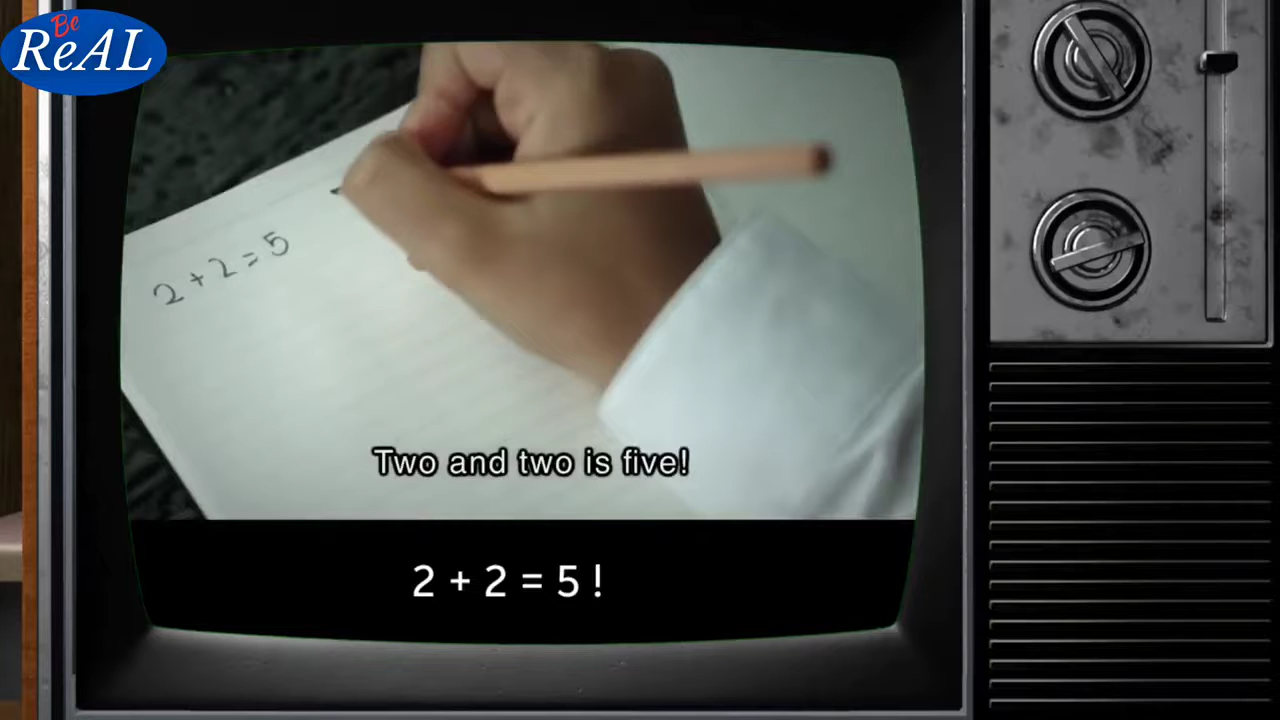 Be
ReAL
2 + 2 = 5
Two and two is five!
2 + 2 = 5 !